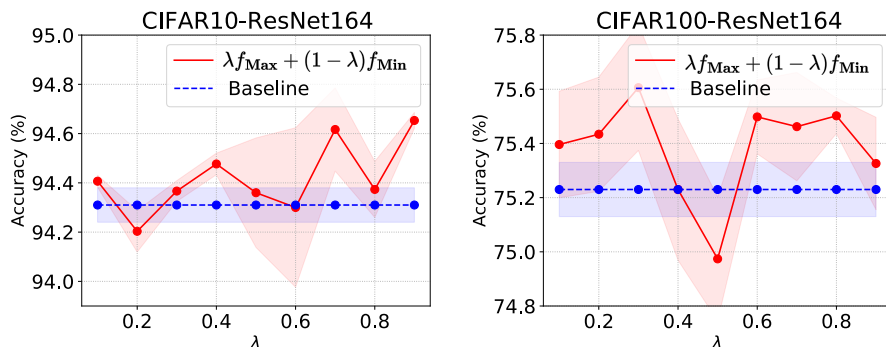 CIFAR10-ResNet164
95.0
94.8
94.6
94.4
94.2
94.0
Accuracy (%)
λf_Max + (1 − λ)f_Min
Baseline
0.2 0.4 0.6 0.8
λ
CIFAR100-ResNet164
75.8
75.6
75.4
75.2
75.0
74.8
Accuracy (%)
λf_Max + (1 − λ)f_Min
Baseline
0.2 0.4 0.6 0.8
λ